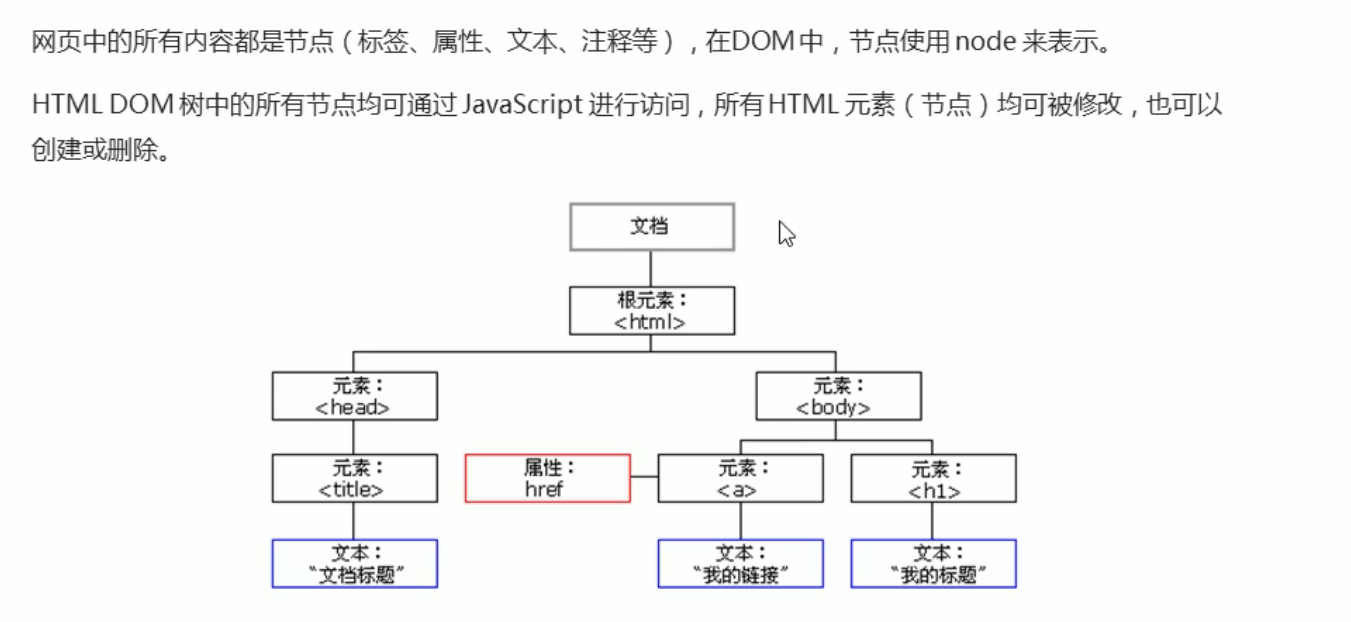 网页中的所有内容都是节点（标签、属性、文本、注释等），在DOM中，节点使用 node 来表示。
HTML DOM 树中的所有节点均可通过 JavaScript 进行访问，所有 HTML 元素（节点）均可被修改，也可以
创建或删除。
文档
根元素：
<html>
元素：
<head>
元素：
<body>
元素：
<title>
属性：
href
元素：
<a>
元素：
<h1>
文本：
“文档标题”
文本：
“我的链接”
文本：
“我的标题”